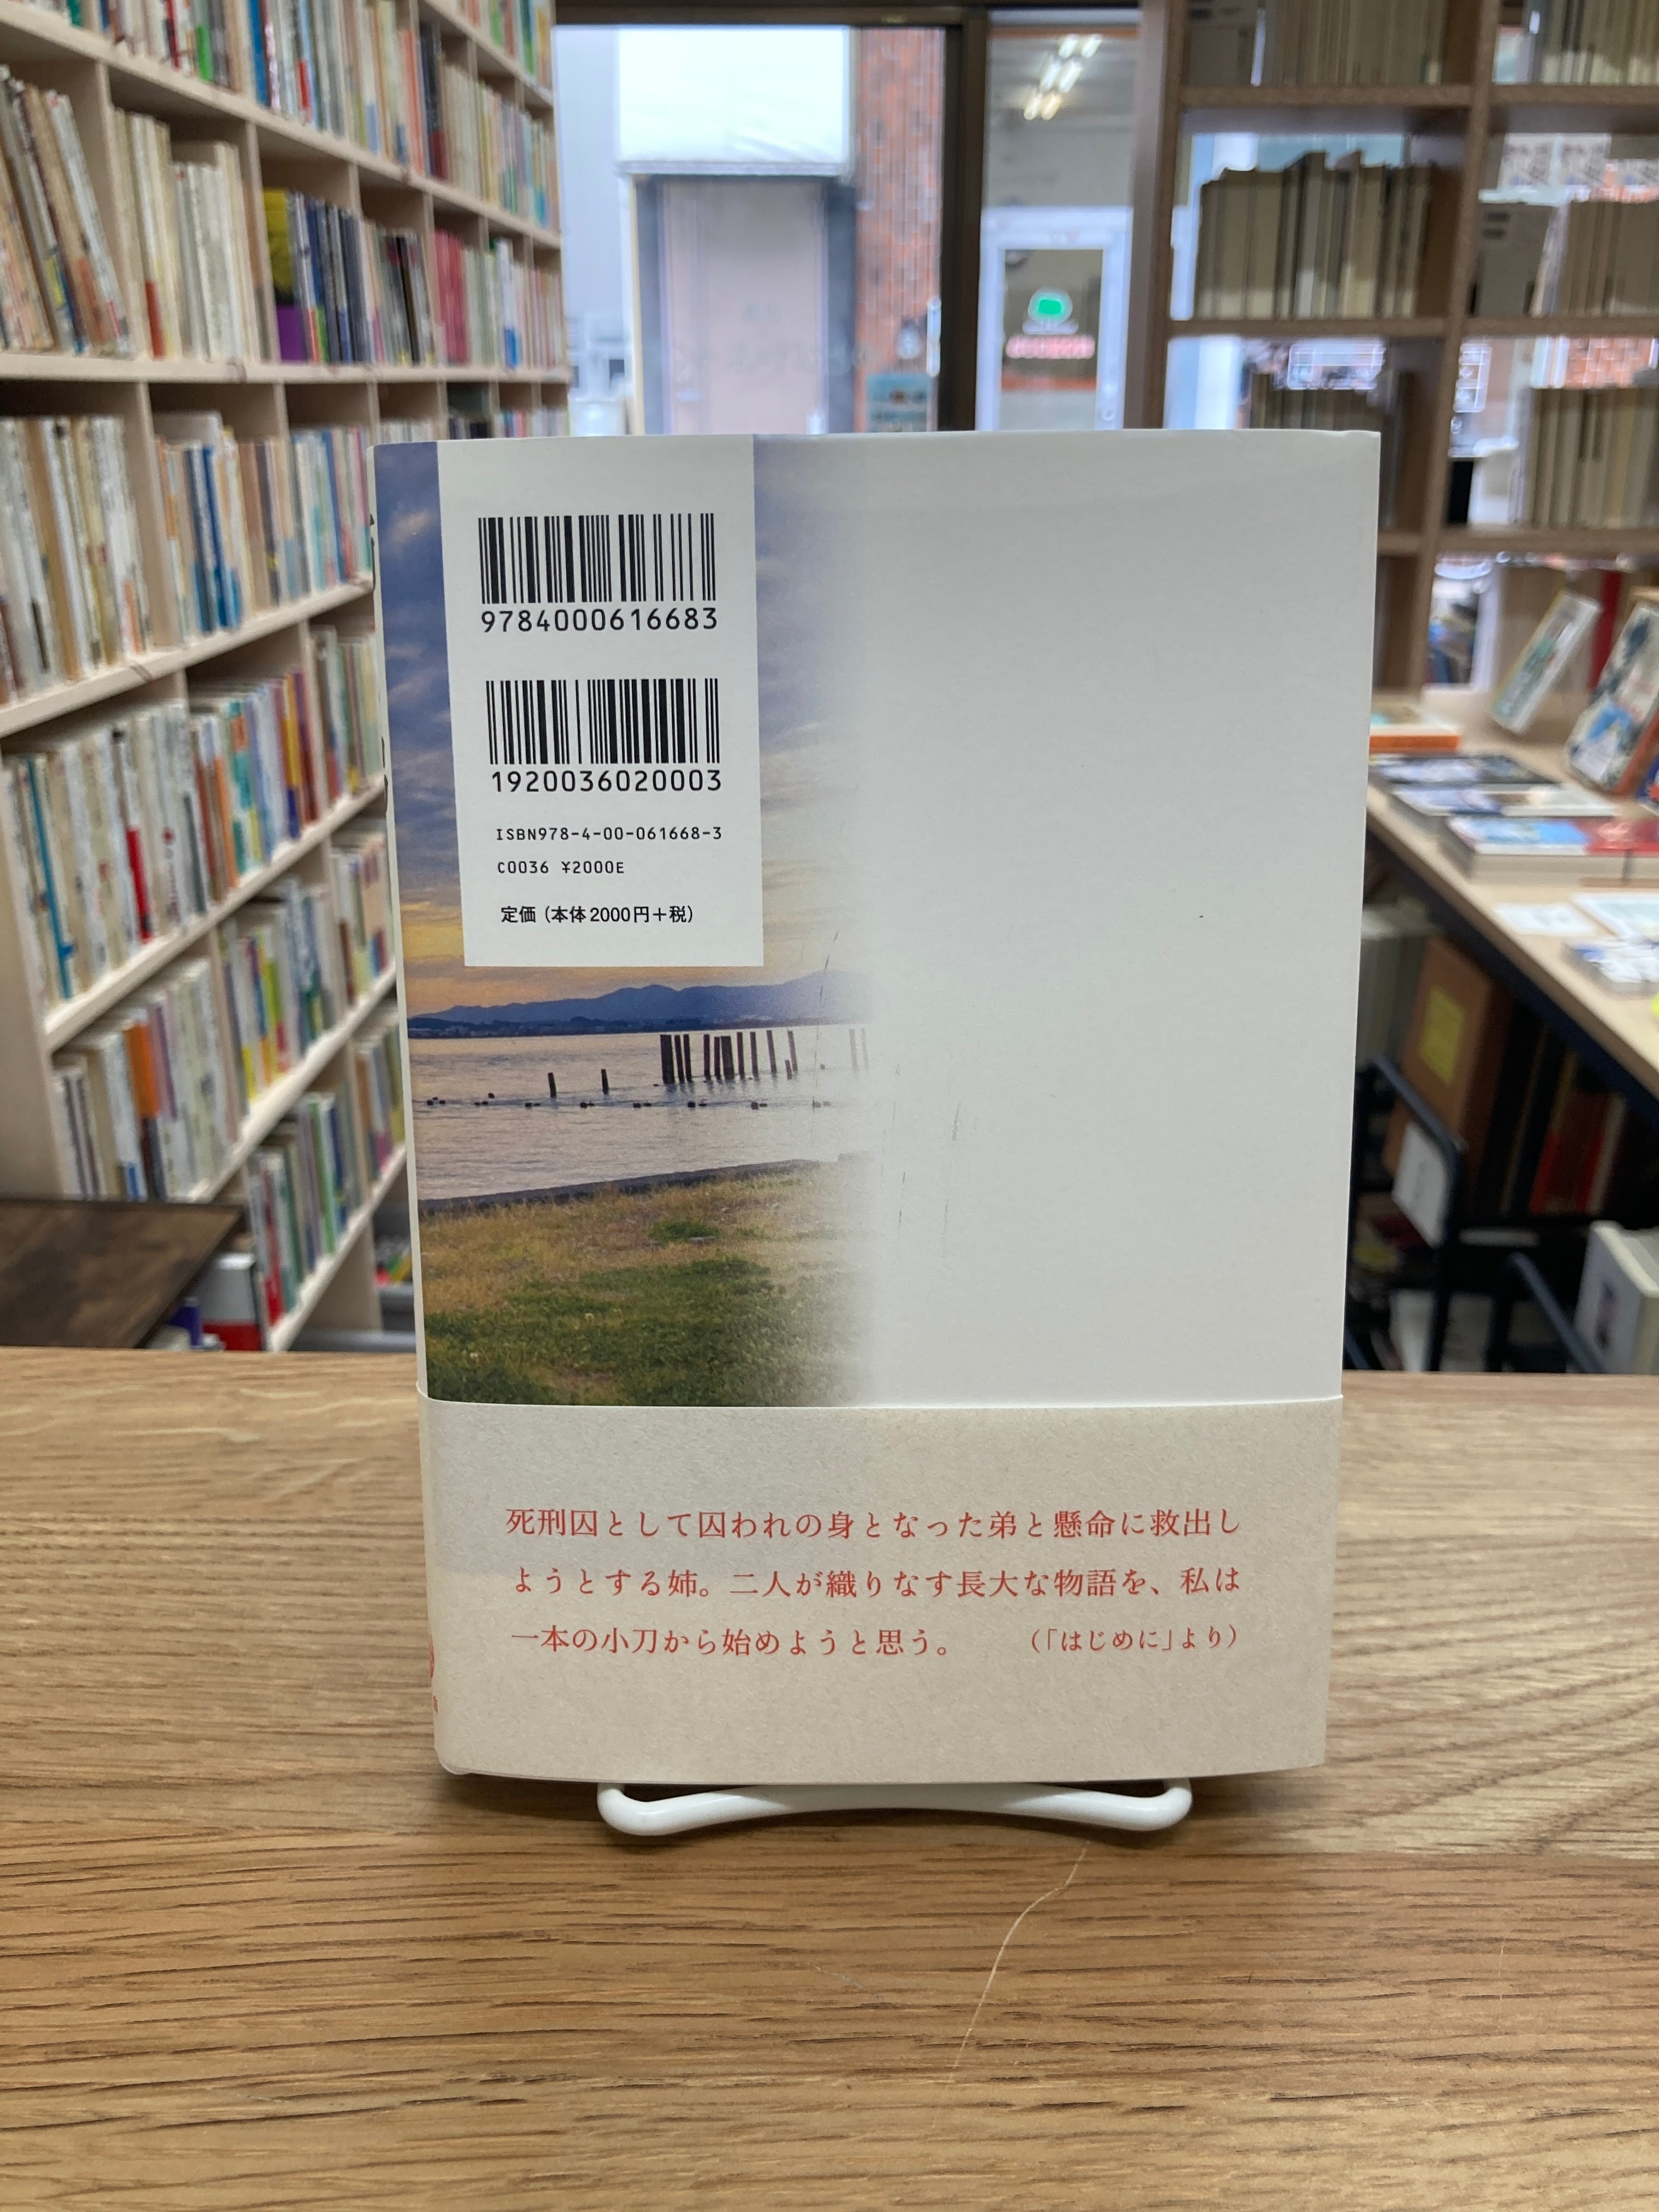 9784000616683
1920036020003
ISBN978-4-00-061668-3
C0036 ¥2000E
定価（本体2000円＋税）
死刑囚として囚われの身となった弟と懸命に救出し
ようとする姉。二人が織りなす長大な物語を、私は
一本の小刀から始めようと思う。　（「はじめに」より）